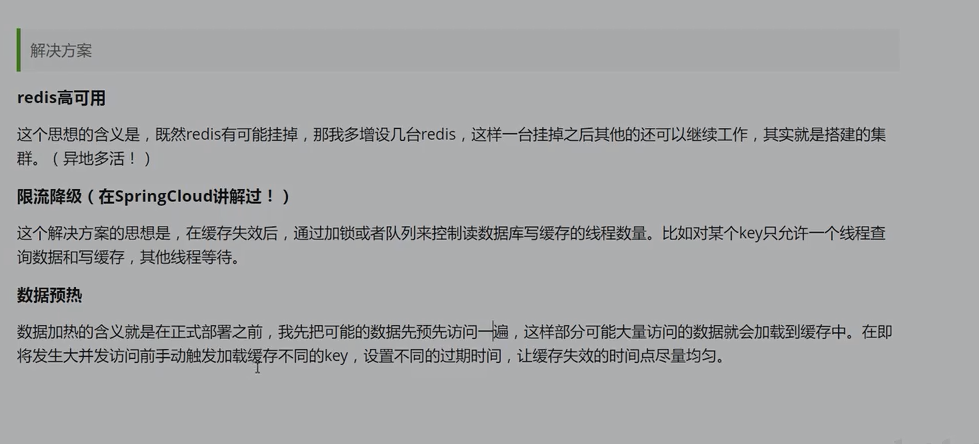 解决方案
redis高可用
这个思想的含义是，既然redis有可能挂掉，那我多增设几台redis，这样一台挂掉之后其他的还可以继续工作，其实就是搭建的集
群。（异地多活！）
限流降级（在SpringCloud讲解过！）
这个解决方案的思想是，在缓存失效后，通过加锁或者队列来控制读数据库写缓存的线程数量。比如对某个key只允许一个线程查
询数据和写缓存，其他线程等待。
数据预热
数据加热的含义就是在正式部署之前，我先把可能的数据先预先访问一遍，这样部分可能大量访问的数据就会加载到缓存中。在即
将发生大并发访问前手动触发加载缓存不同的key，设置不同的过期时间，让缓存失效的时间点尽量均匀。